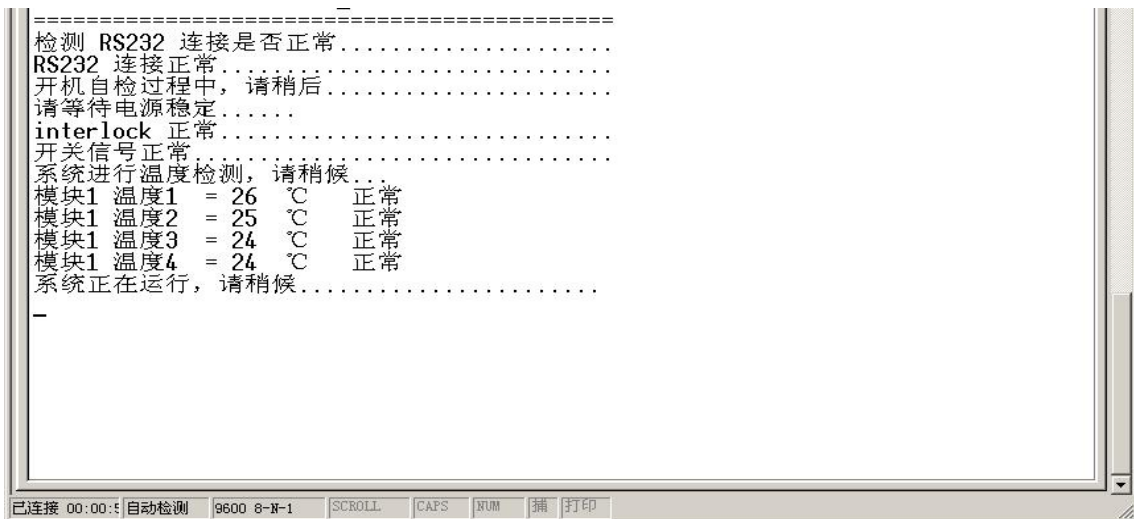 ============================================
检测 RS232 连接是否正常.....................
RS232 连接正常..............................
开机自检过程中，请稍后......................
请等待电源稳定......
interlock 正常..............................
开关信号正常................................
系统进行温度检测，请稍候...
模块1 温度1 = 26 ℃ 正常
模块1 温度2 = 25 ℃ 正常
模块1 温度3 = 24 ℃ 正常
模块1 温度4 = 24 ℃ 正常
系统正在运行，请稍候.......................
_
已连接 00:00:5 自动检测 9600 8-N-1 SCROLL CAPS NUM 捕 打印